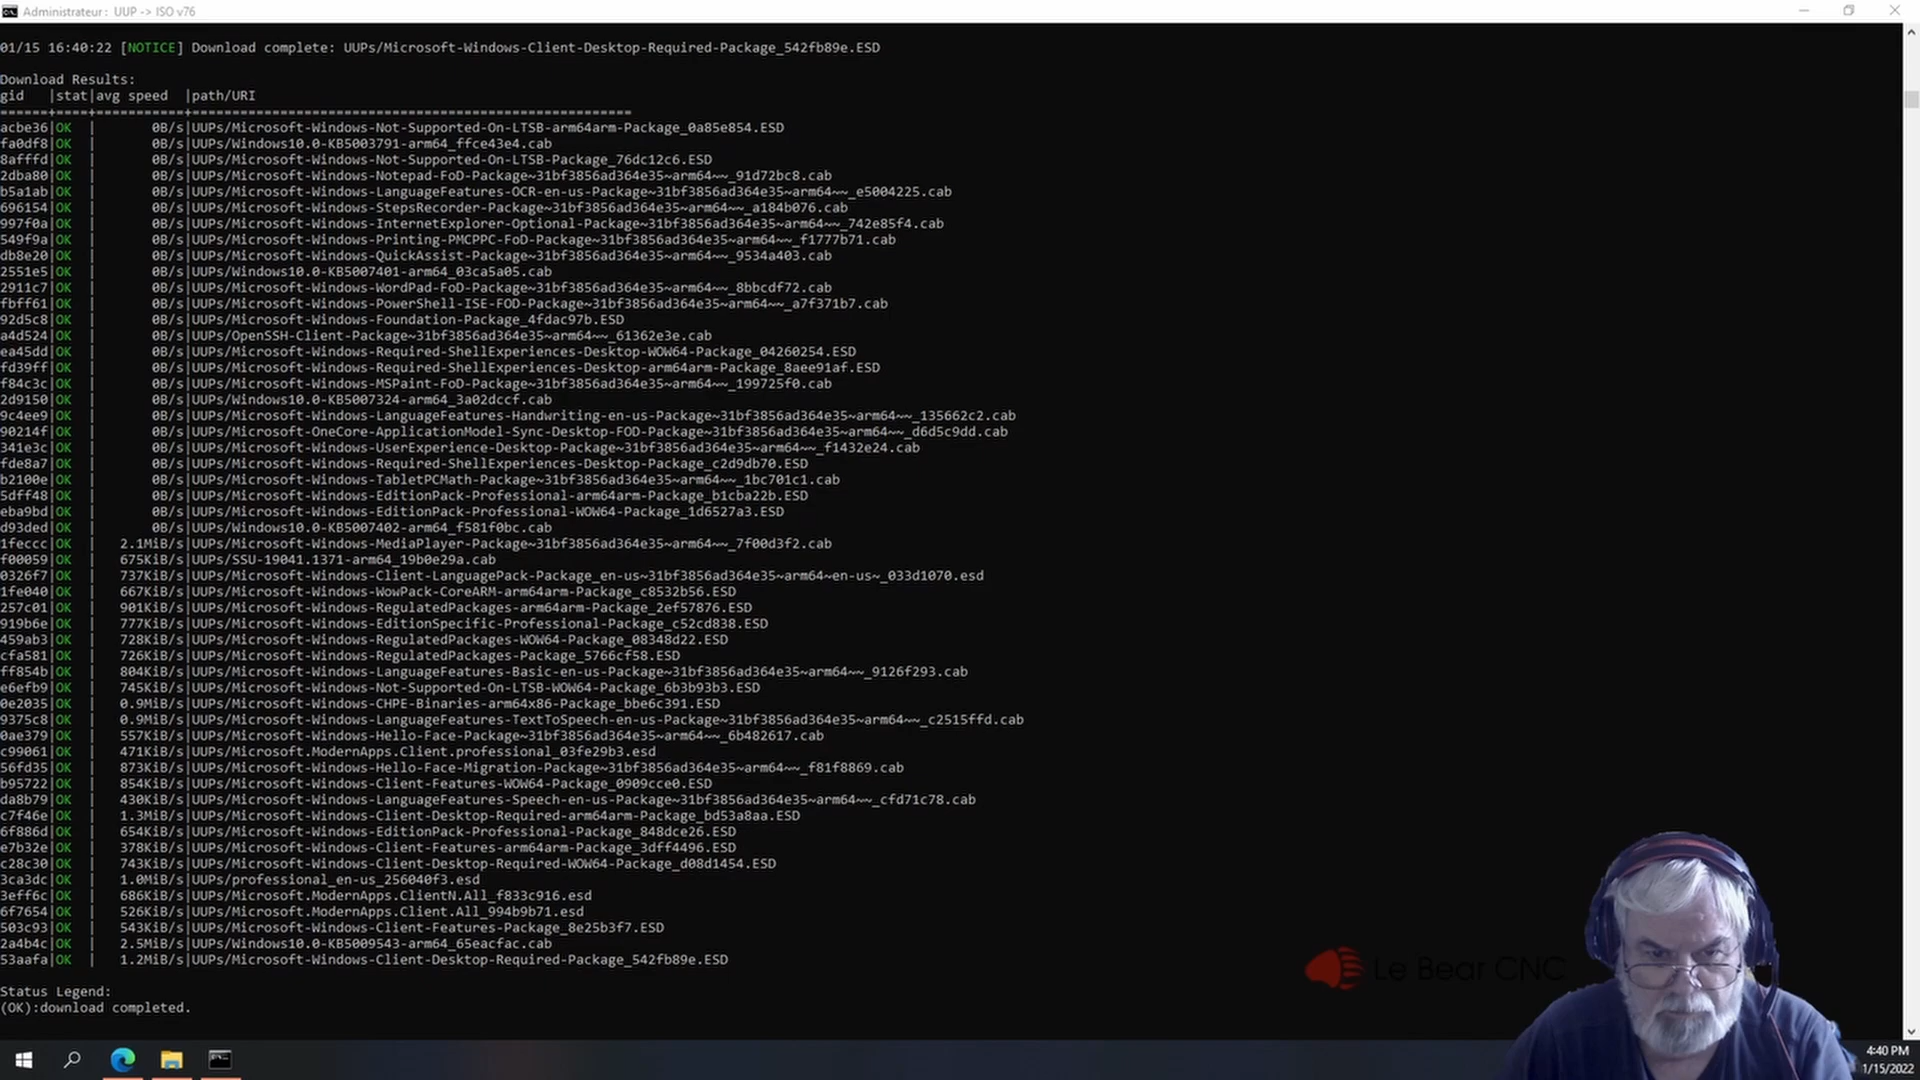 Administrateur: UUP -> ISO v76
01/15 16:40:22 [NOTICE] Download complete: UUPs/Microsoft-Windows-Client-Desktop-Required-Package_542fb89e.ESD
Download Results:
gid   |stat|avg speed  |path/URI
======+====+===========+=======================================================
acbe36|OK  |       0B/s|UUPs/Microsoft-Windows-Not-Supported-On-LTSB-arm64arm-Package_0a85e854.ESD
fa0df8|OK  |       0B/s|UUPs/Windows10.0-KB5003791-arm64_ffce43e4.cab
8afffd|OK  |       0B/s|UUPs/Microsoft-Windows-Not-Supported-On-LTSB-Package_76dc12c6.ESD
2dba80|OK  |       0B/s|UUPs/Microsoft-Windows-Notepad-FoD-Package~31bf3856ad364e35~arm64~~_91d72bc8.cab
b5a1ab|OK  |       0B/s|UUPs/Microsoft-Windows-LanguageFeatures-OCR-en-us-Package~31bf3856ad364e35~arm64~~_e5004225.cab
696154|OK  |       0B/s|UUPs/Microsoft-Windows-StepsRecorder-Package~31bf3856ad364e35~arm64~~_a184b076.cab
997f0a|OK  |       0B/s|UUPs/Microsoft-Windows-InternetExplorer-Optional-Package~31bf3856ad364e35~arm64~~_742e85f4.cab
549f9a|OK  |       0B/s|UUPs/Microsoft-Windows-Printing-PMCPPC-FoD-Package~31bf3856ad364e35~arm64~~_f1777b71.cab
db8e20|OK  |       0B/s|UUPs/Microsoft-Windows-QuickAssist-Package~31bf3856ad364e35~arm64~~_9534a403.cab
2551e5|OK  |       0B/s|UUPs/Windows10.0-KB5007401-arm64_03ca5a05.cab
2911c7|OK  |       0B/s|UUPs/Microsoft-Windows-WordPad-FoD-Package~31bf3856ad364e35~arm64~~_8bbcdf72.cab
fbff61|OK  |       0B/s|UUPs/Microsoft-Windows-PowerShell-ISE-FOD-Package~31bf3856ad364e35~arm64~~_a7f371b7.cab
92d5c8|OK  |       0B/s|UUPs/Microsoft-Windows-Foundation-Package_4fdac97b.ESD
a4d524|OK  |       0B/s|UUPs/OpenSSH-Client-Package~31bf3856ad364e35~arm64~~_61362e3e.cab
ea45dd|OK  |       0B/s|UUPs/Microsoft-Windows-Required-ShellExperiences-Desktop-WOW64-Package_04260254.ESD
fd39ff|OK  |       0B/s|UUPs/Microsoft-Windows-Required-ShellExperiences-Desktop-arm64arm-Package_8aee91af.ESD
f84c3c|OK  |       0B/s|UUPs/Microsoft-Windows-MSPaint-FoD-Package~31bf3856ad364e35~arm64~~_199725f0.cab
2d9150|OK  |       0B/s|UUPs/Windows10.0-KB5007324-arm64_3a02dccf.cab
9c4ee9|OK  |       0B/s|UUPs/Microsoft-Windows-LanguageFeatures-Handwriting-en-us-Package~31bf3856ad364e35~arm64~~_135662c2.cab
90214f|OK  |       0B/s|UUPs/Microsoft-OneCore-ApplicationModel-Sync-Desktop-FOD-Package~31bf3856ad364e35~arm64~~_d6d5c9dd.cab
341e3c|OK  |       0B/s|UUPs/Microsoft-Windows-UserExperience-Desktop-Package~31bf3856ad364e35~arm64~~_f1432e24.cab
fde8a7|OK  |       0B/s|UUPs/Microsoft-Windows-Required-ShellExperiences-Desktop-Package_c2d9db70.ESD
b2100e|OK  |       0B/s|UUPs/Microsoft-Windows-TabletPCMath-Package~31bf3856ad364e35~arm64~~_1bc701c1.cab
5dff48|OK  |       0B/s|UUPs/Microsoft-Windows-EditionPack-Professional-arm64arm-Package_b1cba22b.ESD
eba9bd|OK  |       0B/s|UUPs/Microsoft-Windows-EditionPack-Professional-WOW64-Package_1d6527a3.ESD
d93ded|OK  |       0B/s|UUPs/Windows10.0-KB5007402-arm64_f581f0bc.cab
1feccc|OK  |   2.1MiB/s|UUPs/Microsoft-Windows-MediaPlayer-Package~31bf3856ad364e35~arm64~~_7f00d3f2.cab
f00059|OK  |   675KiB/s|UUPs/SSU-19041.1371-arm64_19b0e29a.cab
0326f7|OK  |   737KiB/s|UUPs/Microsoft-Windows-Client-LanguagePack-Package_en-us~31bf3856ad364e35~arm64~en-us~_033d1070.esd
1fe040|OK  |   667KiB/s|UUPs/Microsoft-Windows-WowPack-CoreARM-arm64arm-Package_c8532b56.ESD
257c01|OK  |   901KiB/s|UUPs/Microsoft-Windows-RegulatedPackages-arm64arm-Package_2ef57876.ESD
919b6e|OK  |   777KiB/s|UUPs/Microsoft-Windows-EditionSpecific-Professional-Package_c52cd838.ESD
459ab3|OK  |   728KiB/s|UUPs/Microsoft-Windows-RegulatedPackages-WOW64-Package_08348d22.ESD
cfa581|OK  |   726KiB/s|UUPs/Microsoft-Windows-RegulatedPackages-Package_5766cf58.ESD
ff854b|OK  |   804KiB/s|UUPs/Microsoft-Windows-LanguageFeatures-Basic-en-us-Package~31bf3856ad364e35~arm64~~_9126f293.cab
e6efb9|OK  |   745KiB/s|UUPs/Microsoft-Windows-Not-Supported-On-LTSB-WOW64-Package_6b3b93b3.ESD
0e2035|OK  |   0.9MiB/s|UUPs/Microsoft-Windows-CHPE-Binaries-arm64x86-Package_bbe6c391.ESD
9375c8|OK  |   0.9MiB/s|UUPs/Microsoft-Windows-LanguageFeatures-TextToSpeech-en-us-Package~31bf3856ad364e35~arm64~~_c2515ffd.cab
0ae379|OK  |   557KiB/s|UUPs/Microsoft-Windows-Hello-Face-Package~31bf3856ad364e35~arm64~~_6b482617.cab
c99061|OK  |   471KiB/s|UUPs/Microsoft.ModernApps.Client.professional_03fe29b3.esd
56fd35|OK  |   873KiB/s|UUPs/Microsoft-Windows-Hello-Face-Migration-Package~31bf3856ad364e35~arm64~~_f81f8869.cab
b95722|OK  |   854KiB/s|UUPs/Microsoft-Windows-Client-Features-WOW64-Package_0909cce0.ESD
da8b79|OK  |   430KiB/s|UUPs/Microsoft-Windows-LanguageFeatures-Speech-en-us-Package~31bf3856ad364e35~arm64~~_cfd71c78.cab
c7f46e|OK  |   1.3MiB/s|UUPs/Microsoft-Windows-Client-Desktop-Required-arm64arm-Package_bd53a8aa.ESD
6f886d|OK  |   654KiB/s|UUPs/Microsoft-Windows-EditionPack-Professional-Package_848dce26.ESD
e7b32e|OK  |   378KiB/s|UUPs/Microsoft-Windows-Client-Features-arm64arm-Package_3dff4496.ESD
c28c30|OK  |   743KiB/s|UUPs/Microsoft-Windows-Client-Desktop-Required-WOW64-Package_d08d1454.ESD
3ca3dc|OK  |   1.0MiB/s|UUPs/professional_en-us_256040f3.esd
3eff6c|OK  |   686KiB/s|UUPs/Microsoft.ModernApps.ClientN.All_f833c916.esd
6f7654|OK  |   526KiB/s|UUPs/Microsoft.ModernApps.Client.All_994b9b71.esd
503c93|OK  |   543KiB/s|UUPs/Microsoft-Windows-Client-Features-Package_8e25b3f7.ESD
2a4b4c|OK  |   2.5MiB/s|UUPs/Windows10.0-KB5009543-arm64_65eacfac.cab
53aafa|OK  |   1.2MiB/s|UUPs/Microsoft-Windows-Client-Desktop-Required-Package_542fb89e.ESD
Status Legend:
(OK):download completed.
Le Bear CNC
4:40 PM
1/15/2022